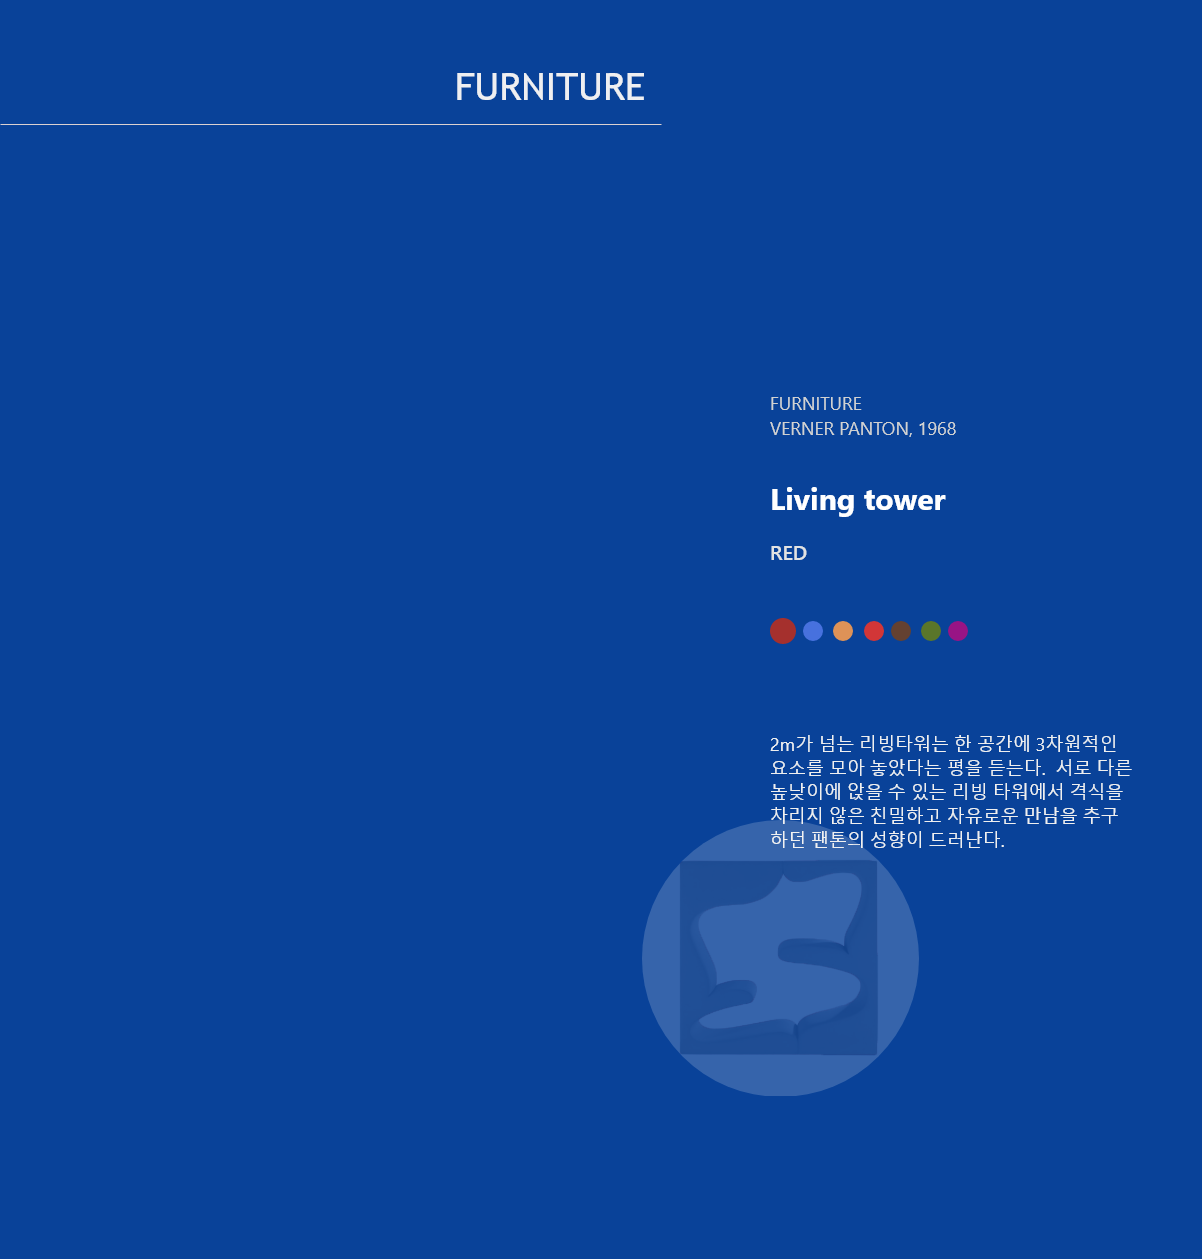 FURNITURE
FURNITURE
VERNER PANTON, 1968
Living tower
RED
2m가 넘는 리빙타워는 한 공간에 3차원적인
요소를 모아 놓았다는 평을 듣는다. 서로 다른
높낮이에 앉을 수 있는 리빙 타워에서 격식을
차리지 않은 친밀하고 자유로운 만남을 추구
하던 팬톤의 성향이 드러난다.